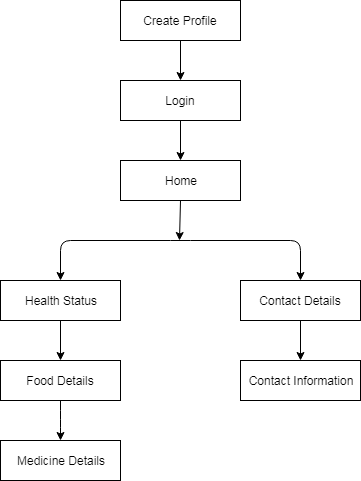 Create Profile
Login
Home
Health Status
Contact Details
Food Details
Contact Information
Medicine Details